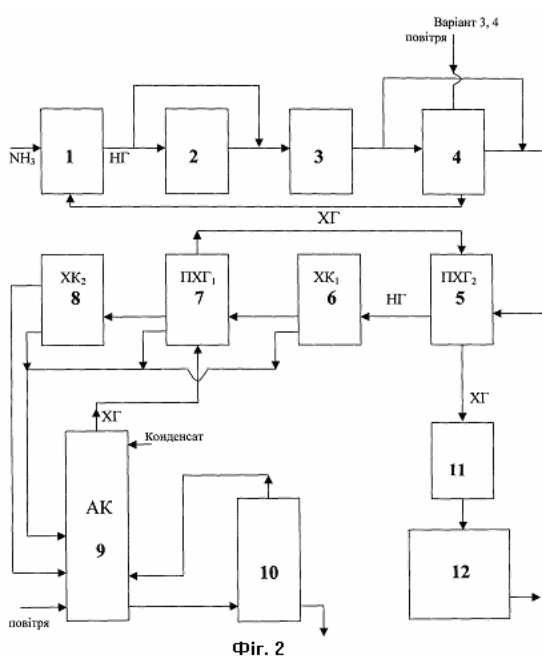 Варіант 3, 4
повітря
NH₃
1
НГ
2
3
4
ХГ
ХК₂
8
ПХГ₁
7
ХК₁
6
НГ
ПХГ₂
5
ХГ
Конденсат
ХГ
АК
9
10
11
12
повітря
Фіг. 2